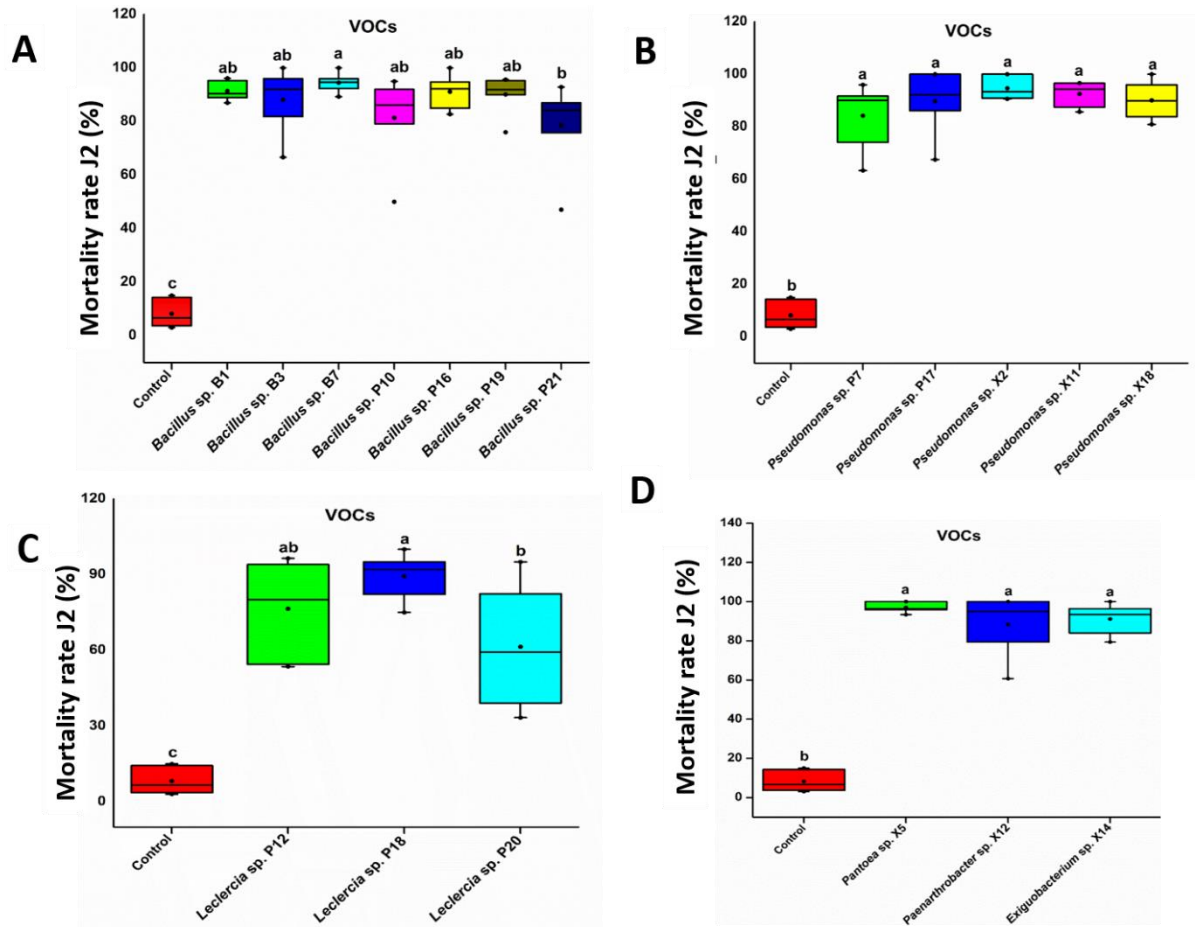 A
VOCs
Mortality rate J2 (%)
120
100
80
60
40
20
0
c
ab
ab
a
ab
ab
ab
b
Control
Bacillus sp. B1
Bacillus sp. B3
Bacillus sp. B7
Bacillus sp. P10
Bacillus sp. P16
Bacillus sp. P19
Bacillus sp. P21
B
VOCs
Mortality rate J2 (%)
120
100
80
60
40
20
0
b
a
a
a
a
a
Control
Pseudomonas sp. P7
Pseudomonas sp. P17
Pseudomonas sp. X2
Pseudomonas sp. X11
Pseudomonas sp. X18
C
VOCs
Mortality rate J2 (%)
120
90
60
30
0
c
ab
a
b
Control
Leclercia sp. P12
Leclercia sp. P18
Leclercia sp. P20
D
VOCs
Mortality rate J2 (%)
140
120
100
80
60
40
20
0
b
a
a
a
Control
Pantoea sp. X5
Paenarthrobacter sp. X12
Exiguobacterium sp. X14